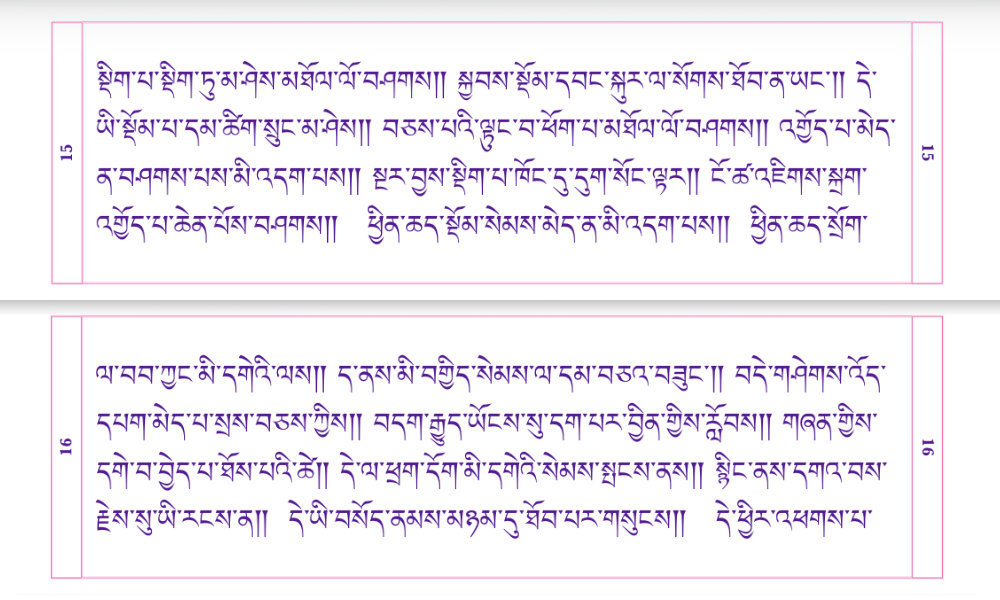 སྡིག་པ་སྡིག་ཏུ་མ་ཤེས་མཐོལ་ལོ་བཤགས།། སྐྱབས་སྡོམ་དབང་སྐུར་ལ་སོགས་ཐོབ་ན་ཡང་།། དེ་
ཡི་སྡོམ་པ་དམ་ཚིག་སྲུང་མ་ཤེས།། བཅས་པའི་ལྟུང་བ་ཕོག་པ་མཐོལ་ལོ་བཤགས།། འགྱོད་པ་མེད་
15
15
ན་བཤགས་པས་མི་འདག་པས།། སྔར་བྱས་སྡིག་པ་ཁོང་དུ་དུག་སོང་ལྟར།། ངོ་ཚ་འཇིགས་སྐྲག་
འགྱོད་པ་ཆེན་པོས་བཤགས།། ཕྱིན་ཆད་སྡོམ་སེམས་མེད་ན་མི་འདག་པས།། ཕྱིན་ཆད་སྲོག་
ལ་བབ་ཀྱང་མི་དགེའི་ལས།། ད་ནས་མི་བགྱིད་སེམས་ལ་དམ་བཅའ་བཟུང་།། བདེ་གཤེགས་འོད་
དཔག་མེད་པ་སྲས་བཅས་ཀྱིས།། བདག་རྒྱུད་ཡོངས་སུ་དག་པར་བྱིན་གྱིས་རློབས།། གཞན་གྱིས་
16
16
དགེ་བ་བྱེད་པ་ཐོས་པའི་ཚེ།། དེ་ལ་ཕྲག་དོག་མི་དགེའི་སེམས་སྤངས་ནས།། སྙིང་ནས་དགའ་བས་
རྗེས་སུ་ཡི་རངས་ན།། དེ་ཡི་བསོད་ནམས་མཉམ་དུ་ཐོབ་པར་གསུངས།། དེ་ཕྱིར་འཕགས་པ་